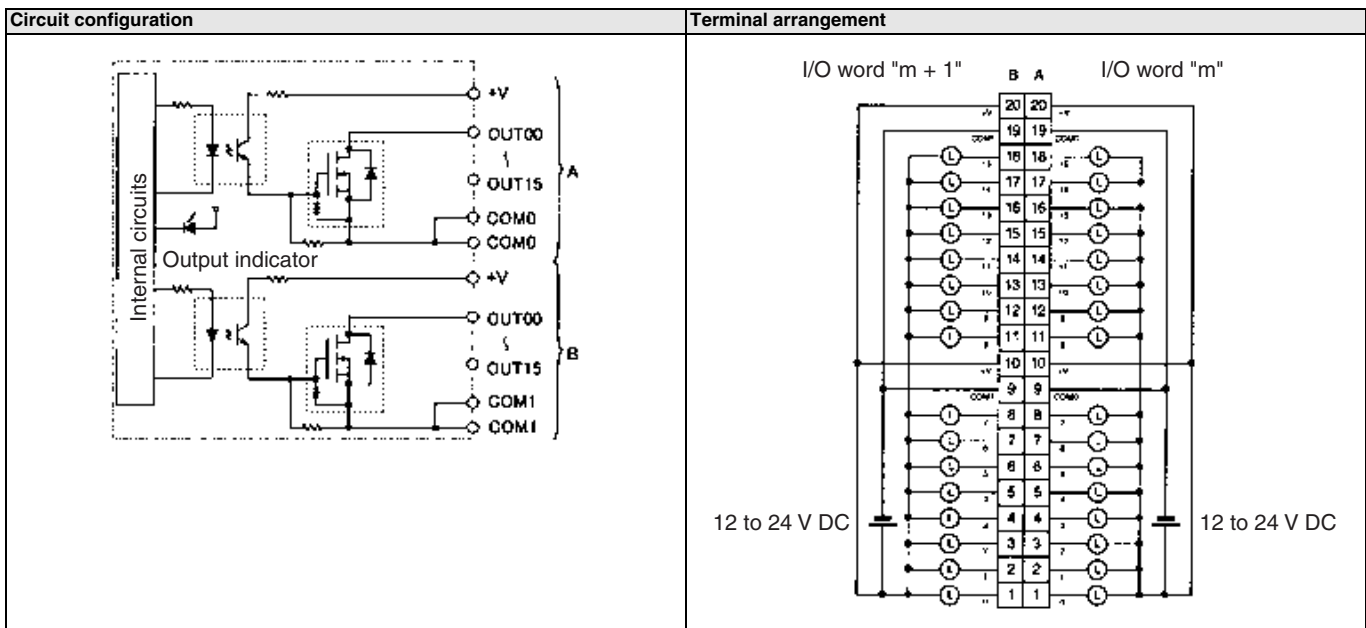 Circuit configuration
Terminal arrangement
Internal circuits
Output indicator
+V
OUT00
OUT15
COM0
COM0
A
+V
OUT00
OUT15
COM1
COM1
B
I/O word "m + 1"
B A
I/O word "m"
20 20
19 19
COM0
18 18
17 17
16 16
15 15
14 14
13 13
12 12
11 11
10 10
9 9
COM1 COM0
8 8
7 7
6 6
5 5
12 to 24 V DC
4 4
12 to 24 V DC
3 3
2 2
1 1